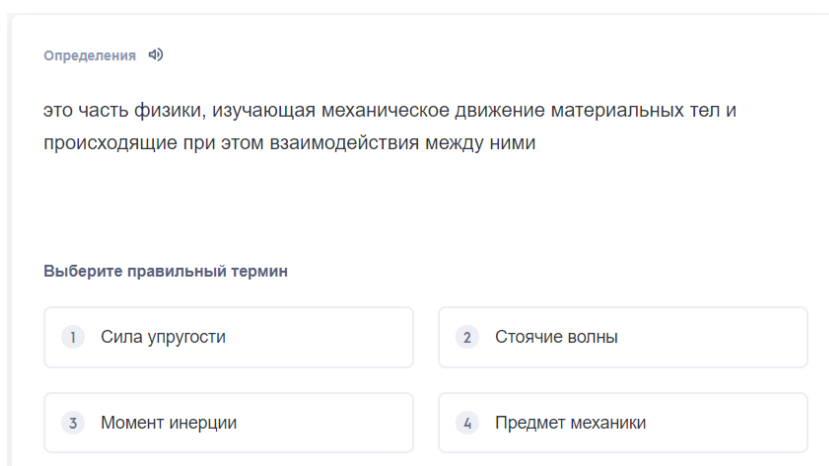 Определения
это часть физики, изучающая механическое движение материальных тел и
происходящие при этом взаимодействия между ними
Выберите правильный термин
1 Сила упругости
2 Стоячие волны
3 Момент инерции
4 Предмет механики